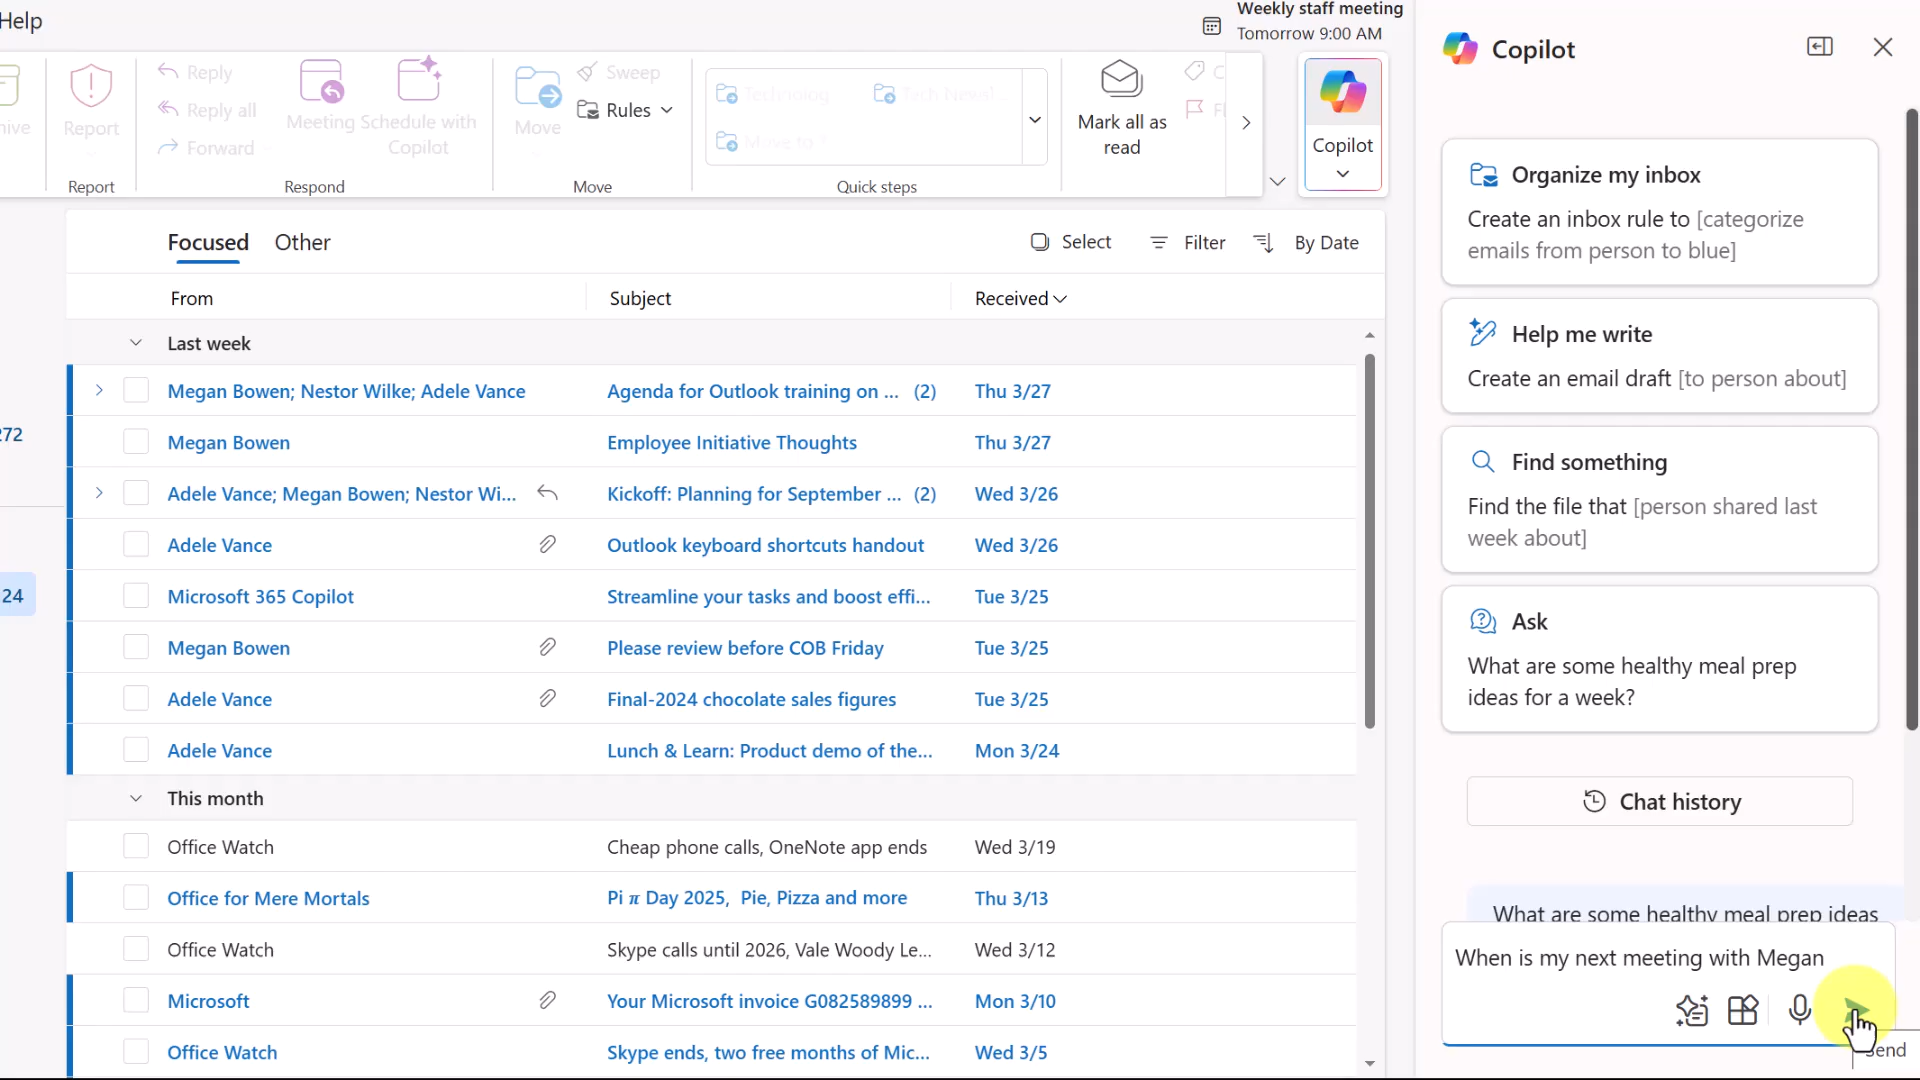 Help
Weekly staff meeting
Tomorrow 9:00 AM
Report
Report
Reply
Reply all
Forward
Meeting
Schedule with
Copilot
Respond
Move
Sweep
Rules
Move
Technolog
Tech Newsl...
Move to
Quick steps
Mark all as
read
Copilot
Focused
Other
Select
Filter
By Date
From
Subject
Received
Last week
Megan Bowen; Nestor Wilke; Adele Vance Agenda for Outlook training on ... (2) Thu 3/27
Megan Bowen Employee Initiative Thoughts Thu 3/27
Adele Vance; Megan Bowen; Nestor Wi... Kickoff: Planning for September ... (2) Wed 3/26
Adele Vance Outlook keyboard shortcuts handout Wed 3/26
Microsoft 365 Copilot Streamline your tasks and boost effi... Tue 3/25
Megan Bowen Please review before COB Friday Tue 3/25
Adele Vance Final-2024 chocolate sales figures Tue 3/25
Adele Vance Lunch & Learn: Product demo of the... Mon 3/24
This month
Office Watch Cheap phone calls, OneNote app ends Wed 3/19
Office for Mere Mortals Pi π Day 2025, Pie, Pizza and more Thu 3/13
Office Watch Skype calls until 2026, Vale Woody Le... Wed 3/12
Microsoft Your Microsoft invoice G082589899 ... Mon 3/10
Office Watch Skype ends, two free months of Mic... Wed 3/5
272
24
Copilot
Organize my inbox
Create an inbox rule to [categorize
emails from person to blue]
Help me write
Create an email draft [to person about]
Find something
Find the file that [person shared last
week about]
Ask
What are some healthy meal prep
ideas for a week?
Chat history
What are some healthy meal prep ideas
When is my next meeting with Megan
Send